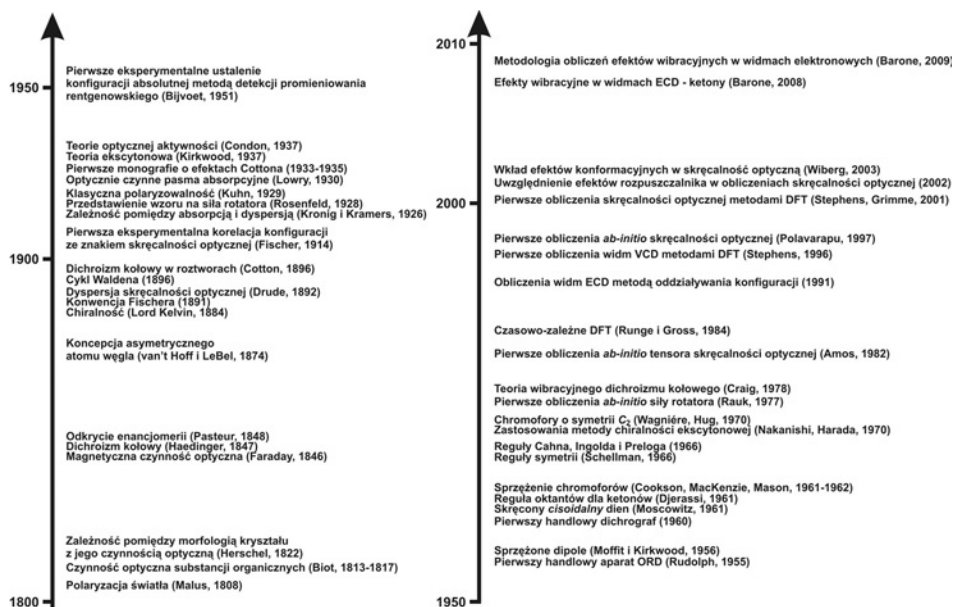 1950
Pierwsze eksperymentalne ustalenie
konfiguracji absolutnej metodą detekcji promieniowania
rentgenowskiego (Bijvoet, 1951)
Teorie optycznej aktywności (Condon, 1937)
Teoria ekscytonowa (Kirkwood, 1937)
Pierwsze monografie o efektach Cottona (1933-1935)
Optycznie czynne pasma absorpcyjne (Lowry, 1930)
Klasyczna polaryzowalność (Kuhn, 1929)
Przedstawienie wzoru na siła rotatora (Rosenfeld, 1928)
Zależność pomiędzy absorpcją i dyspersją (Kronig i Kramers, 1926)
Pierwsza eksperymentalna korelacja konfiguracji
ze znakiem skręcalności optycznej (Fischer, 1914)
1900
Dichroizm kołowy w roztworach (Cotton, 1896)
Cykl Waldena (1896)
Dyspersja skręcalności optycznej (Drude, 1892)
Konwencja Fischera (1891)
Chiralność (Lord Kelvin, 1884)
Koncepcja asymetrycznego
atomu węgla (van't Hoff i LeBel, 1874)
Odkrycie enancjomerii (Pasteur, 1848)
Dichroizm kołowy (Haedinger, 1847)
Magnetyczna czynność optyczna (Faraday, 1846)
Zależność pomiędzy morfologią kryształu
z jego czynnością optyczną (Herschel, 1822)
Czynność optyczna substancji organicznych (Biot, 1813-1817)
Polaryzacja światła (Malus, 1808)
1800
2010
Metodologia obliczeń efektów wibracyjnych w widmach elektronowych (Barone, 2009)
Efekty wibracyjne w widmach ECD - ketony (Barone, 2008)
Wkład efektów konformacyjnych w skręcalność optyczną (Wiberg, 2003)
Uwzględnienie efektów rozpuszczalnika w obliczeniach skręcalności optycznej (2002)
2000
Pierwsze obliczenia skręcalności optycznej metodami DFT (Stephens, Grimme, 2001)
Pierwsze obliczenia ab-initio skręcalności optycznej (Polavarapu, 1997)
Pierwsze obliczenia widm VCD metodami DFT (Stephens, 1996)
Obliczenia widm ECD metodą oddziaływania konfiguracji (1991)
Czasowo-zależne DFT (Runge i Gross, 1984)
Pierwsze obliczenia ab-initio tensora skręcalności optycznej (Amos, 1982)
Teoria wibracyjnego dichroizmu kołowego (Craig, 1978)
Pierwsze obliczenia ab-initio siły rotatora (Rauk, 1977)
Chromofory o symetrii C₂ (Wagniére, Hug, 1970)
Zastosowania metody chiralności ekscytonowej (Nakanishi, Harada, 1970)
Reguły Cahna, Ingolda i Preloga (1966)
Reguły symetrii (Schellman, 1966)
Sprzężenie chromoforów (Cookson, MacKenzie, Mason, 1961-1962)
Reguła oktantów dla ketonów (Djerassi, 1961)
Skręcony cisoidalny dien (Moscowitz, 1961)
Pierwszy handlowy dichrograf (1960)
Sprzężone dipole (Moffit i Kirkwood, 1956)
Pierwszy handlowy aparat ORD (Rudolph, 1955)
1950